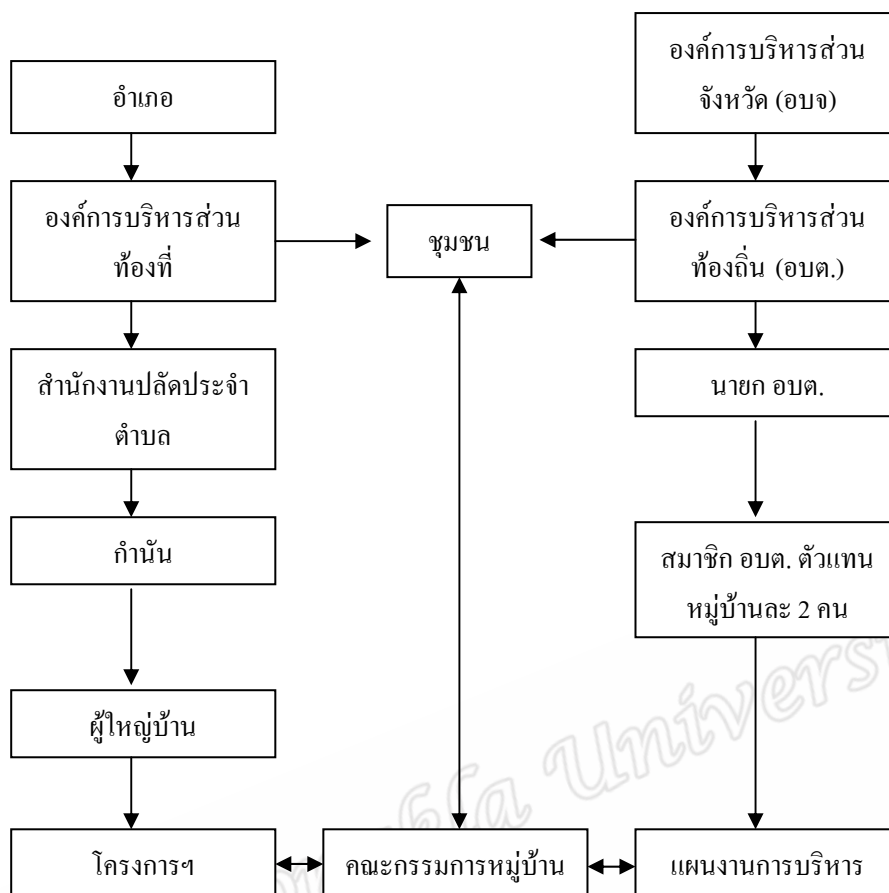 องค์การบริหารส่วน
จังหวัด (อบจ)
อำเภอ
องค์การบริหารส่วน
ท้องที่
ชุมชน
องค์การบริหารส่วน
ท้องถิ่น (อบต.)
สำนักงานปลัดประจำ
ตำบล
นายก อบต.
กำนัน
สมาชิก อบต. ตัวแทน
หมู่บ้านละ 2 คน
ผู้ใหญ่บ้าน
โครงการฯ
คณะกรรมการหมู่บ้าน
แผนงานการบริหาร